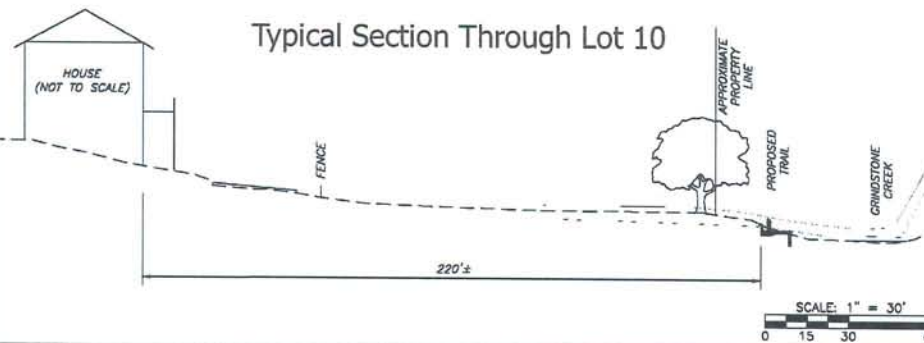 Typical Section Through Lot 10
HOUSE
(NOT TO SCALE)
FENCE
APPROXIMATE
PROPERTY
LINE
PROPOSED
TRAIL
GRINDSTONE
CREEK
220'±
SCALE: 1" = 30'
0 15 30